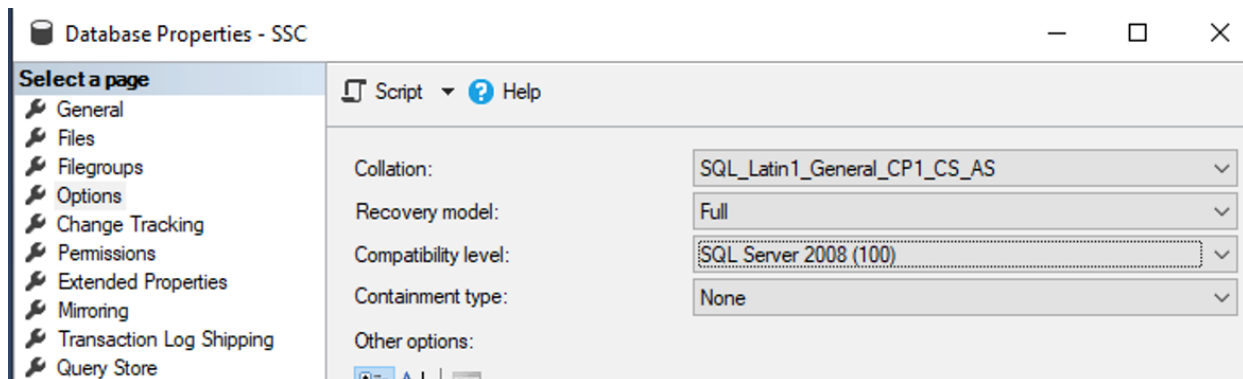 Database Properties - SSC
Select a page
General
Files
Filegroups
Options
Change Tracking
Permissions
Extended Properties
Mirroring
Transaction Log Shipping
Query Store
Script Help
Collation: SQL_Latin1_General_CP1_CS_AS
Recovery model: Full
Compatibility level: SQL Server 2008 (100)
Containment type: None
Other options: